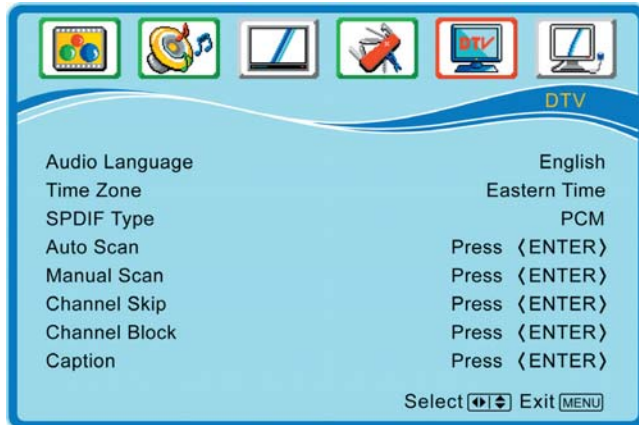 DTV
DTV
Audio Language English
Time Zone Eastern Time
SPDIF Type PCM
Auto Scan Press 〈ENTER〉
Manual Scan Press 〈ENTER〉
Channel Skip Press 〈ENTER〉
Channel Block Press 〈ENTER〉
Caption Press 〈ENTER〉
Select Exit MENU